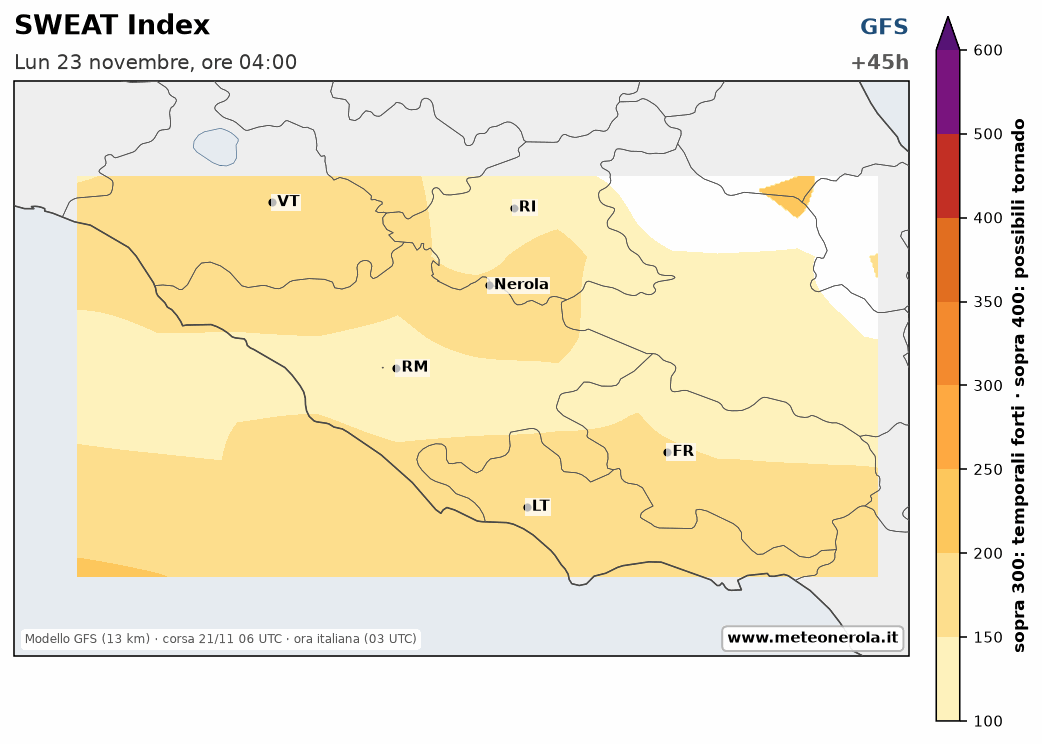 SWEAT Index
GFS
Lun 23 novembre, ore 04:00
+45h
VT
RI
Nerola
RM
FR
LT
Modello GFS (13 km) · corsa 21/11 06 UTC · ora italiana (03 UTC)
www.meteonerola.it
600
500
400
350
300
250
200
150
100
sopra 300: temporali forti · sopra 400: possibili tornado